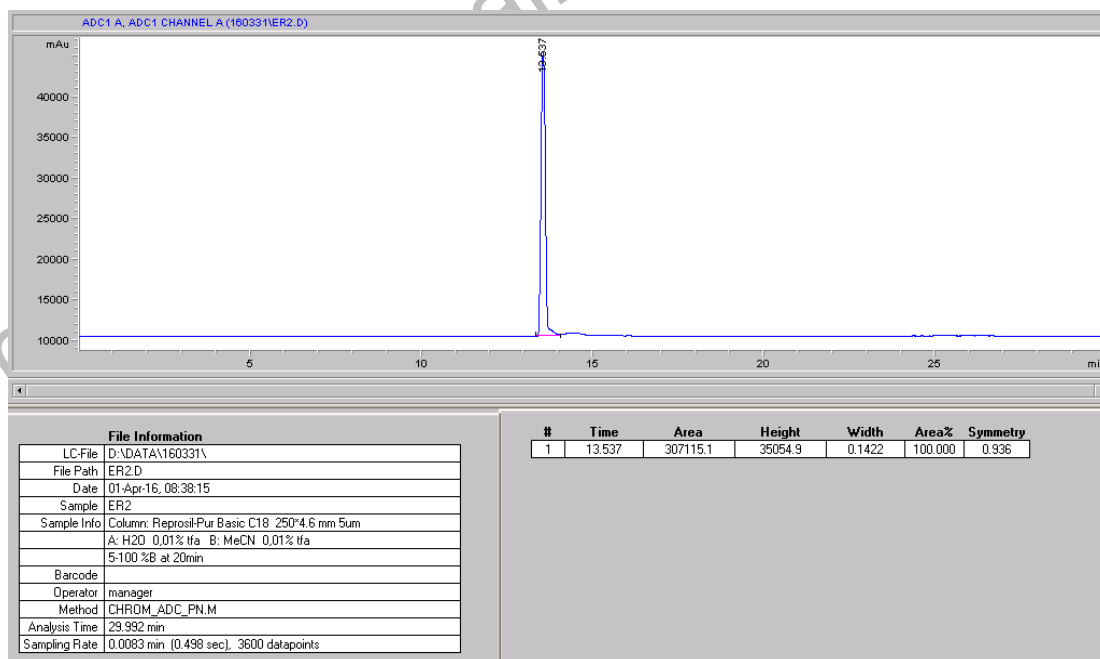 ADC1 A, ADC1 CHANNEL A (160331\ER2.D)
mAu
13.537
40000
35000
30000
25000
20000
15000
10000
5 10 15 20 25 mi
File Information
LC-File D:\DATA\160331\
File Path ER2.D
Date 01-Apr-16, 08:38:15
Sample ER2
Sample Info Column: Reprosil-Pur Basic C18 250*4.6 mm 5um
A: H2O 0,01% tfa B: MeCN 0,01% tfa
5-100 %B at 20min
Barcode
Operator manager
Method CHROM_ADC_PN.M
Analysis Time 29.992 min
Sampling Rate 0.0083 min (0.498 sec), 3600 datapoints
# Time Area Height Width Area% Symmetry
1 13.537 307115.1 35054.9 0.1422 100.000 0.936